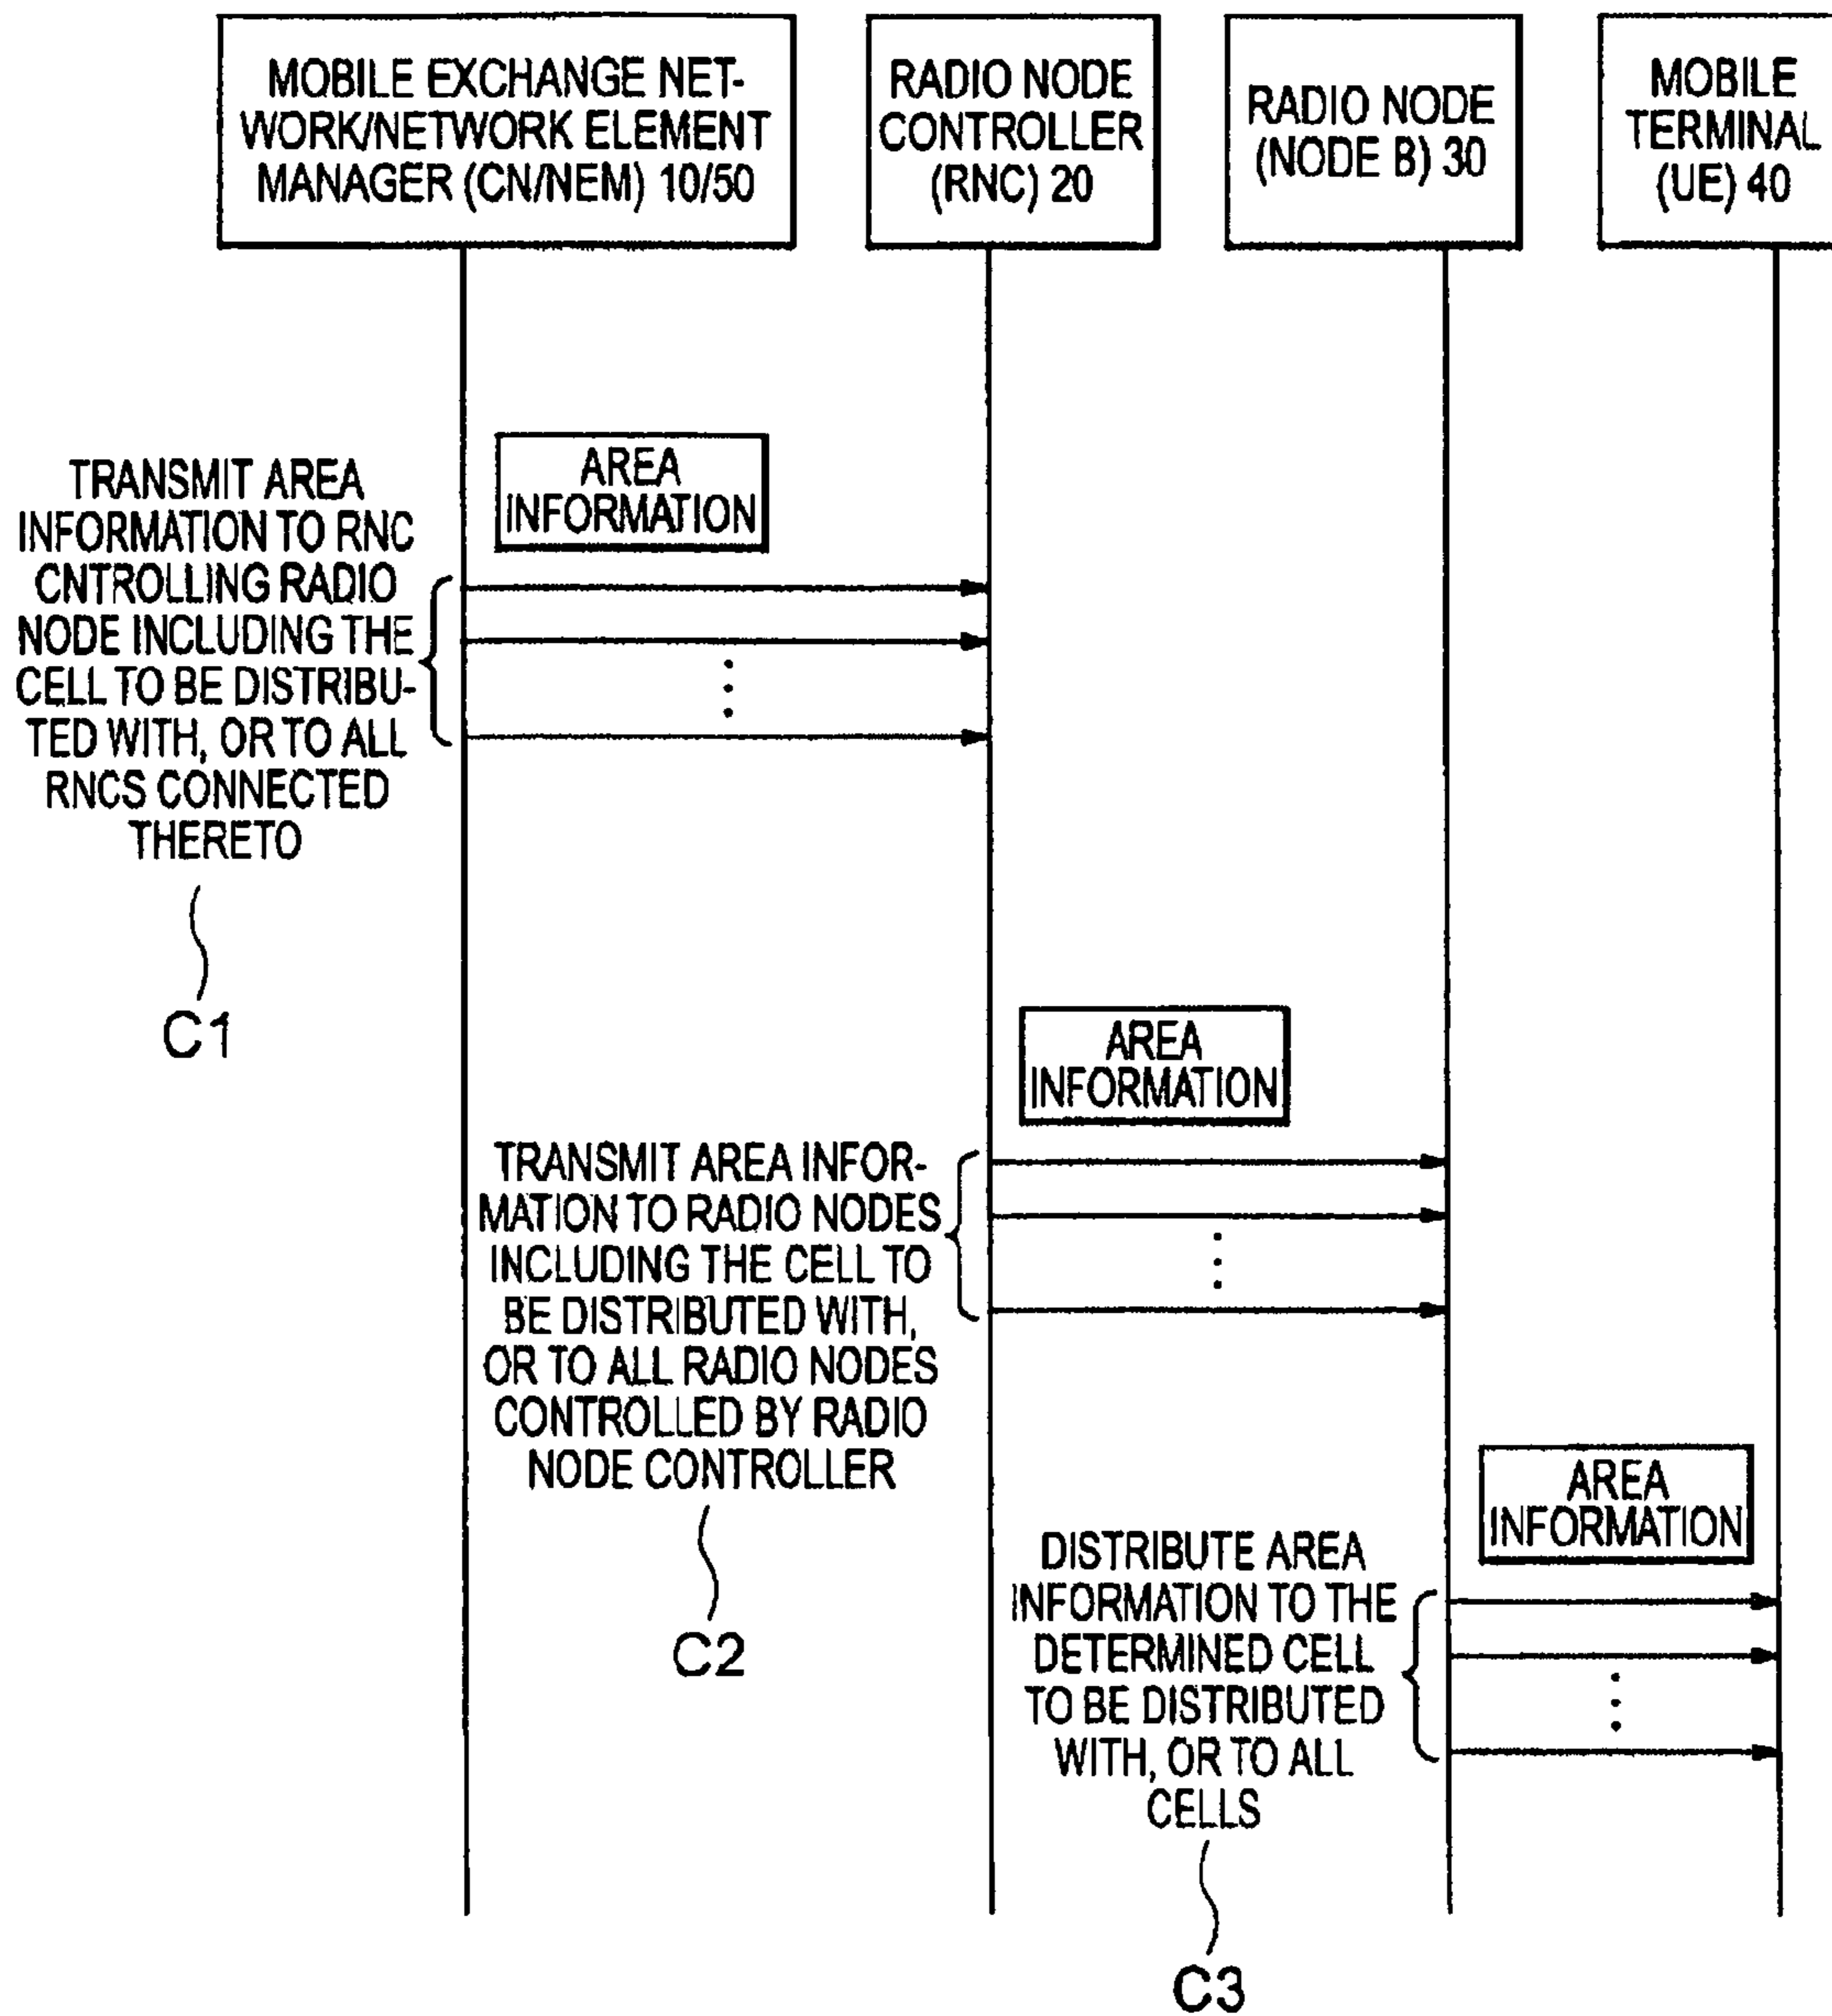 MOBILE EXCHANGE NET-
WORK/NETWORK ELEMENT
MANAGER (CN/NEM) 10/50
RADIO NODE
CONTROLLER
(RNC) 20
RADIO NODE
(NODE B) 30
MOBILE
TERMINAL
(UE) 40
AREA
INFORMATION
TRANSMIT AREA
INFORMATION TO RNC
CNTROLLING RADIO
NODE INCLUDING THE
CELL TO BE DISTRIBU-
TED WITH, OR TO ALL
RNCS CONNECTED
THERETO
C1
AREA
INFORMATION
TRANSMIT AREA INFOR-
MATION TO RADIO NODES
INCLUDING THE CELL TO
BE DISTRIBUTED WITH,
OR TO ALL RADIO NODES
CONTROLLED BY RADIO
NODE CONTROLLER
C2
AREA
INFORMATION
DISTRIBUTE AREA
INFORMATION TO THE
DETERMINED CELL
TO BE DISTRIBUTED
WITH, OR TO ALL
CELLS
C3